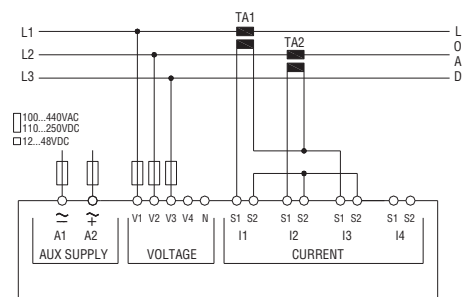 TA1
L1 L
TA2
L2 O
A
L3 D
100...440VAC
110...250VDC
12...48VDC
V1 V2 V3 V4 N S1 S2 S1 S2 S1 S2 S1 S2
A1 A2 I1 I2 I3 I4
AUX SUPPLY VOLTAGE CURRENT